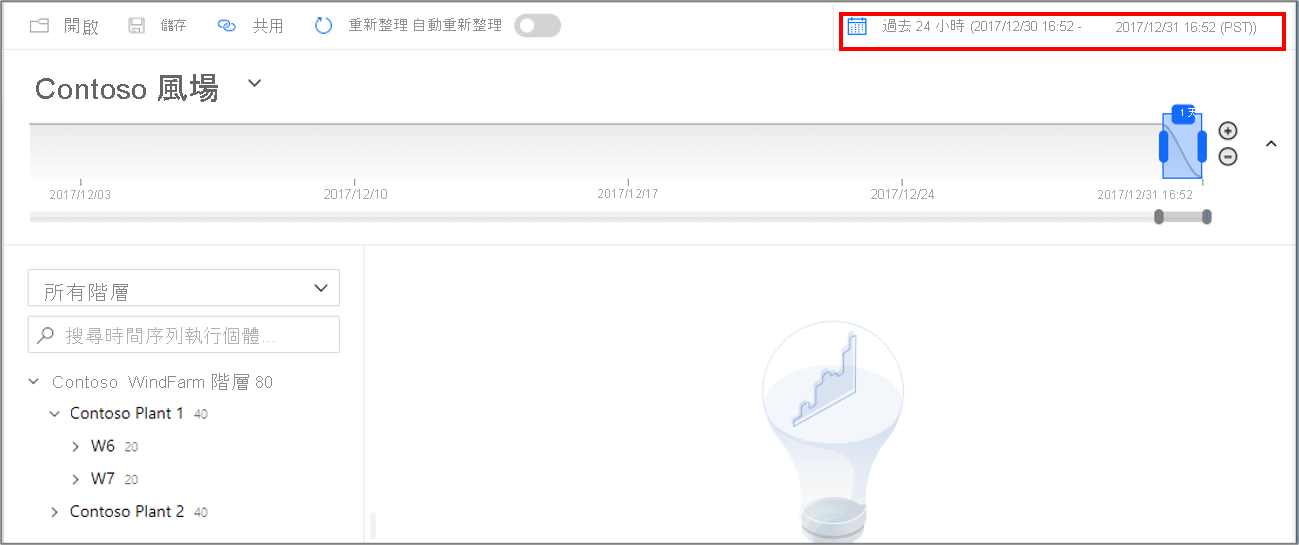 開啟 儲存 共用 重新整理 自動重新整理 過去 24 小時 (2017/12/30 16:52 - 2017/12/31 16:52 (PST))
Contoso 風場
1 天
2017/12/03 2017/12/10 2017/12/17 2017/12/24 2017/12/31 16:52
所有階層
搜尋時間序列執行個體...
Contoso WindFarm 階層 80
Contoso Plant 1 40
W6 20
W7 20
Contoso Plant 2 40